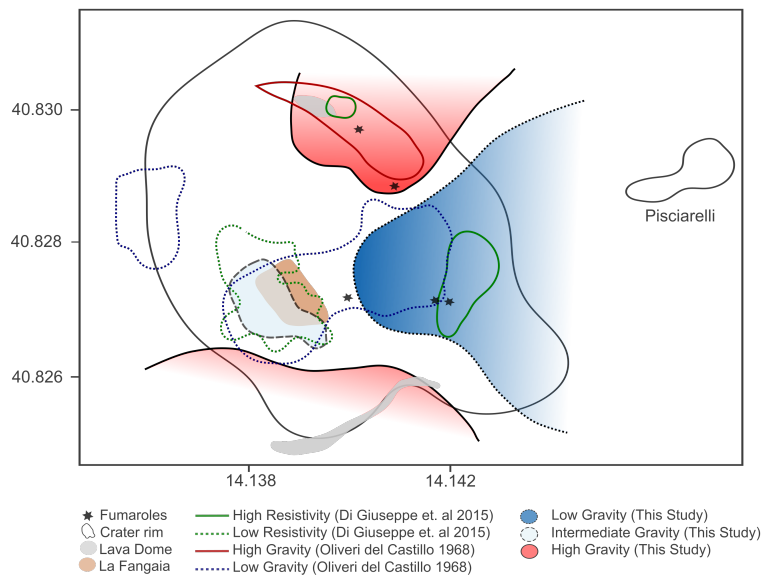 40.830
40.828
Pisciarelli
40.826
14.138 14.142
Fumaroles
Crater rim
Lava Dome
La Fangaia
High Resistivity (Di Giuseppe et. al 2015)
Low Resistivity (Di Giuseppe et. al 2015)
High Gravity (Oliveri del Castillo 1968)
Low Gravity (Oliveri del Castillo 1968)
Low Gravity (This Study)
Intermediate Gravity (This Study)
High Gravity (This Study)